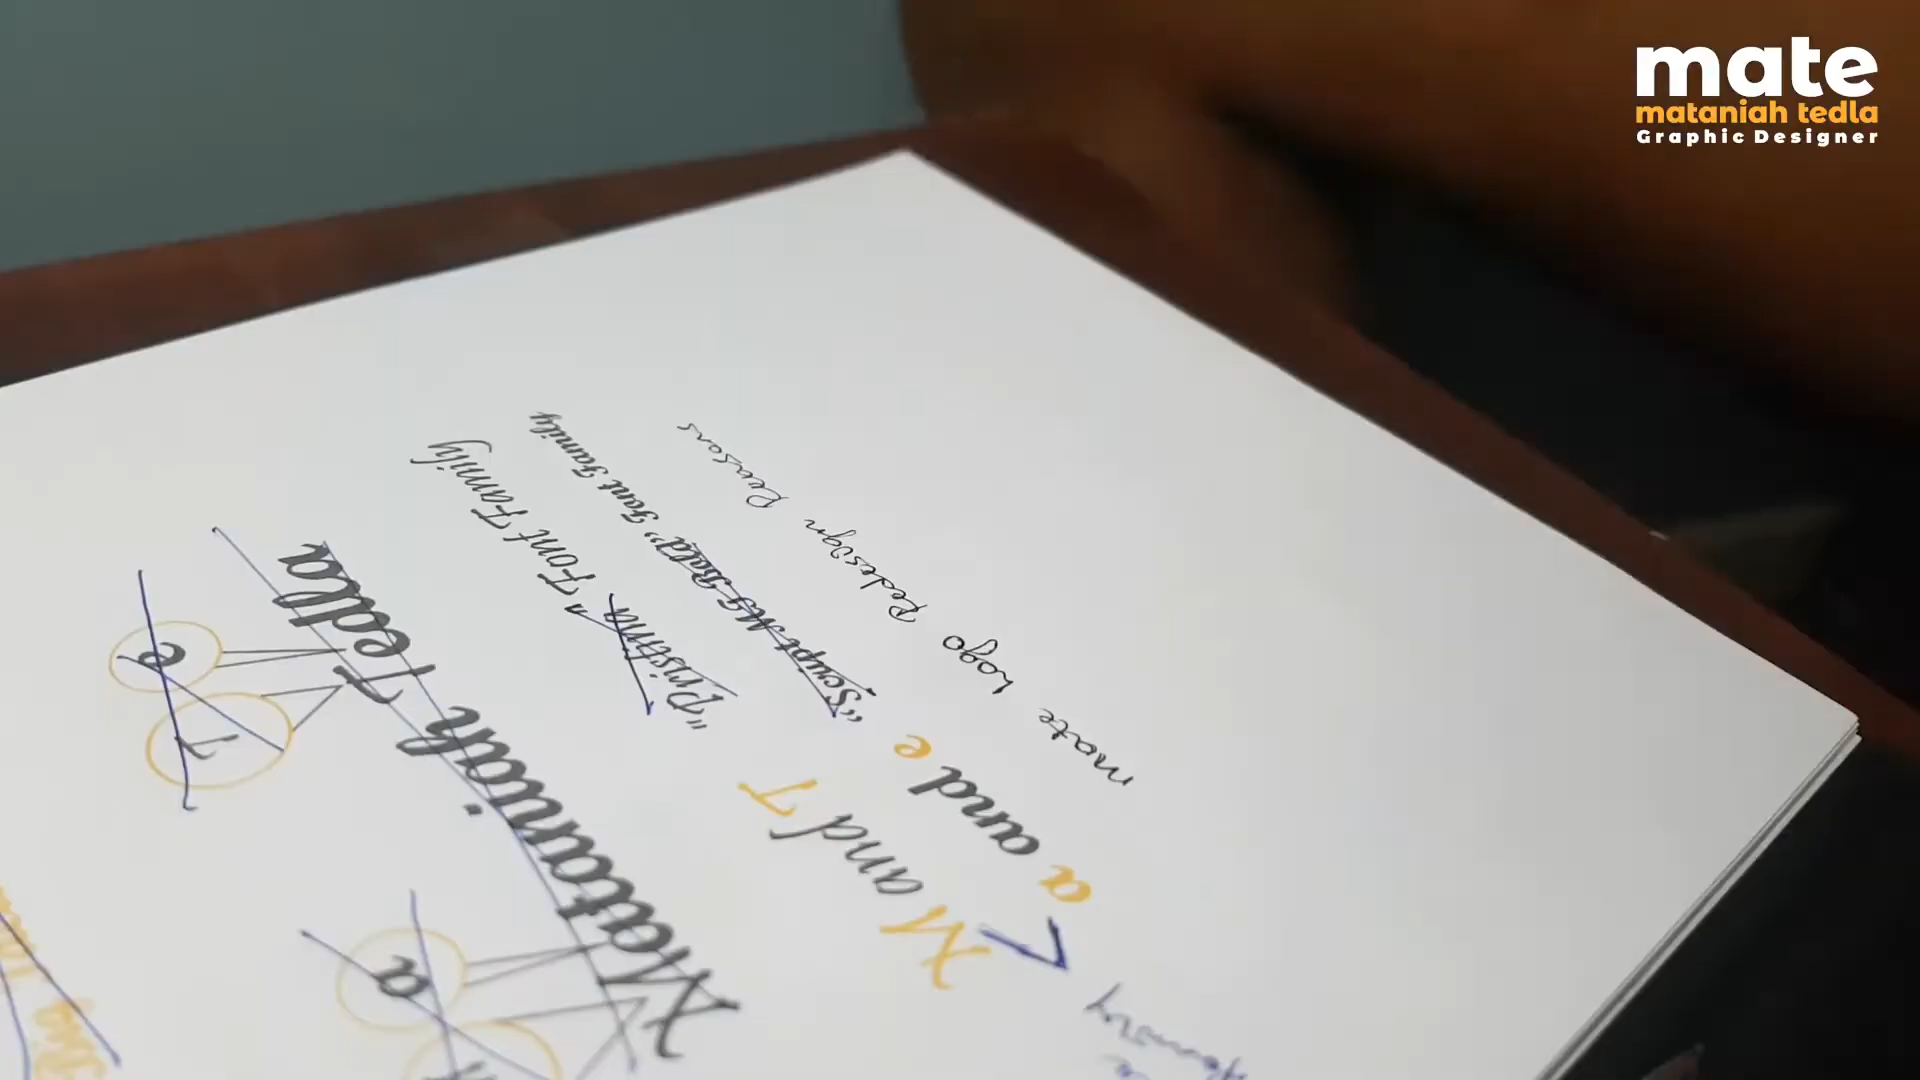 mate
mataniah tedla
Graphic Designer
mate Logo Redesign Reasons
a and e "Script MT Bold" Font Family
M and T "Pristina" Font Family
Mataniah Tedla
e
T
a